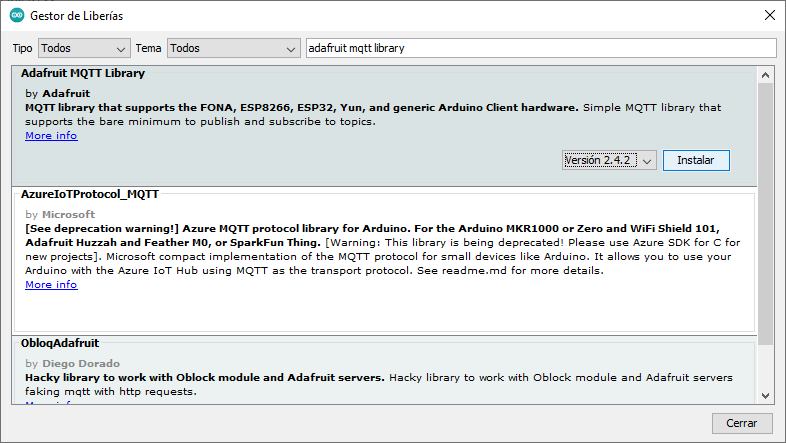 Gestor de Liberías
Tipo Todos Tema Todos adafruit mqtt library
Adafruit MQTT Library
by Adafruit
MQTT library that supports the FONA, ESP8266, ESP32, Yun, and generic Arduino Client hardware. Simple MQTT library that
supports the bare minimum to publish and subscribe to topics.
More info
Versión 2.4.2 Instalar
AzureIoTProtocol_MQTT
by Microsoft
[See deprecation warning!] Azure MQTT protocol library for Arduino. For the Arduino MKR1000 or Zero and WiFi Shield 101,
Adafruit Huzzah and Feather M0, or SparkFun Thing. [Warning: This library is being deprecated! Please use Azure SDK for C for
new projects]. Microsoft compact implementation of the MQTT protocol for small devices like Arduino. It allows you to use your
Arduino with the Azure IoT Hub using MQTT as the transport protocol. See readme.md for more details.
More info
ObloqAdafruit
by Diego Dorado
Hacky library to work with Oblock module and Adafruit servers. Hacky library to work with Oblock module and Adafruit servers
faking mqtt with http requests.
More info
Cerrar